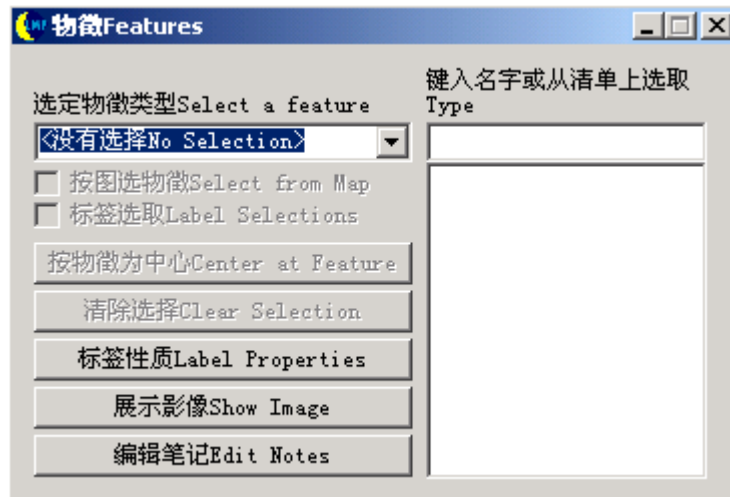 物徵Features
选定物徵类型Select a feature
<没有选择No Selection>
按图选物徵Select from Map
标签选取Label Selections
按物徵为中心Center at Feature
清除选择Clear Selection
标签性质Label Properties
展示影像Show Image
编辑笔记Edit Notes
键入名字或从清单上选取
Type